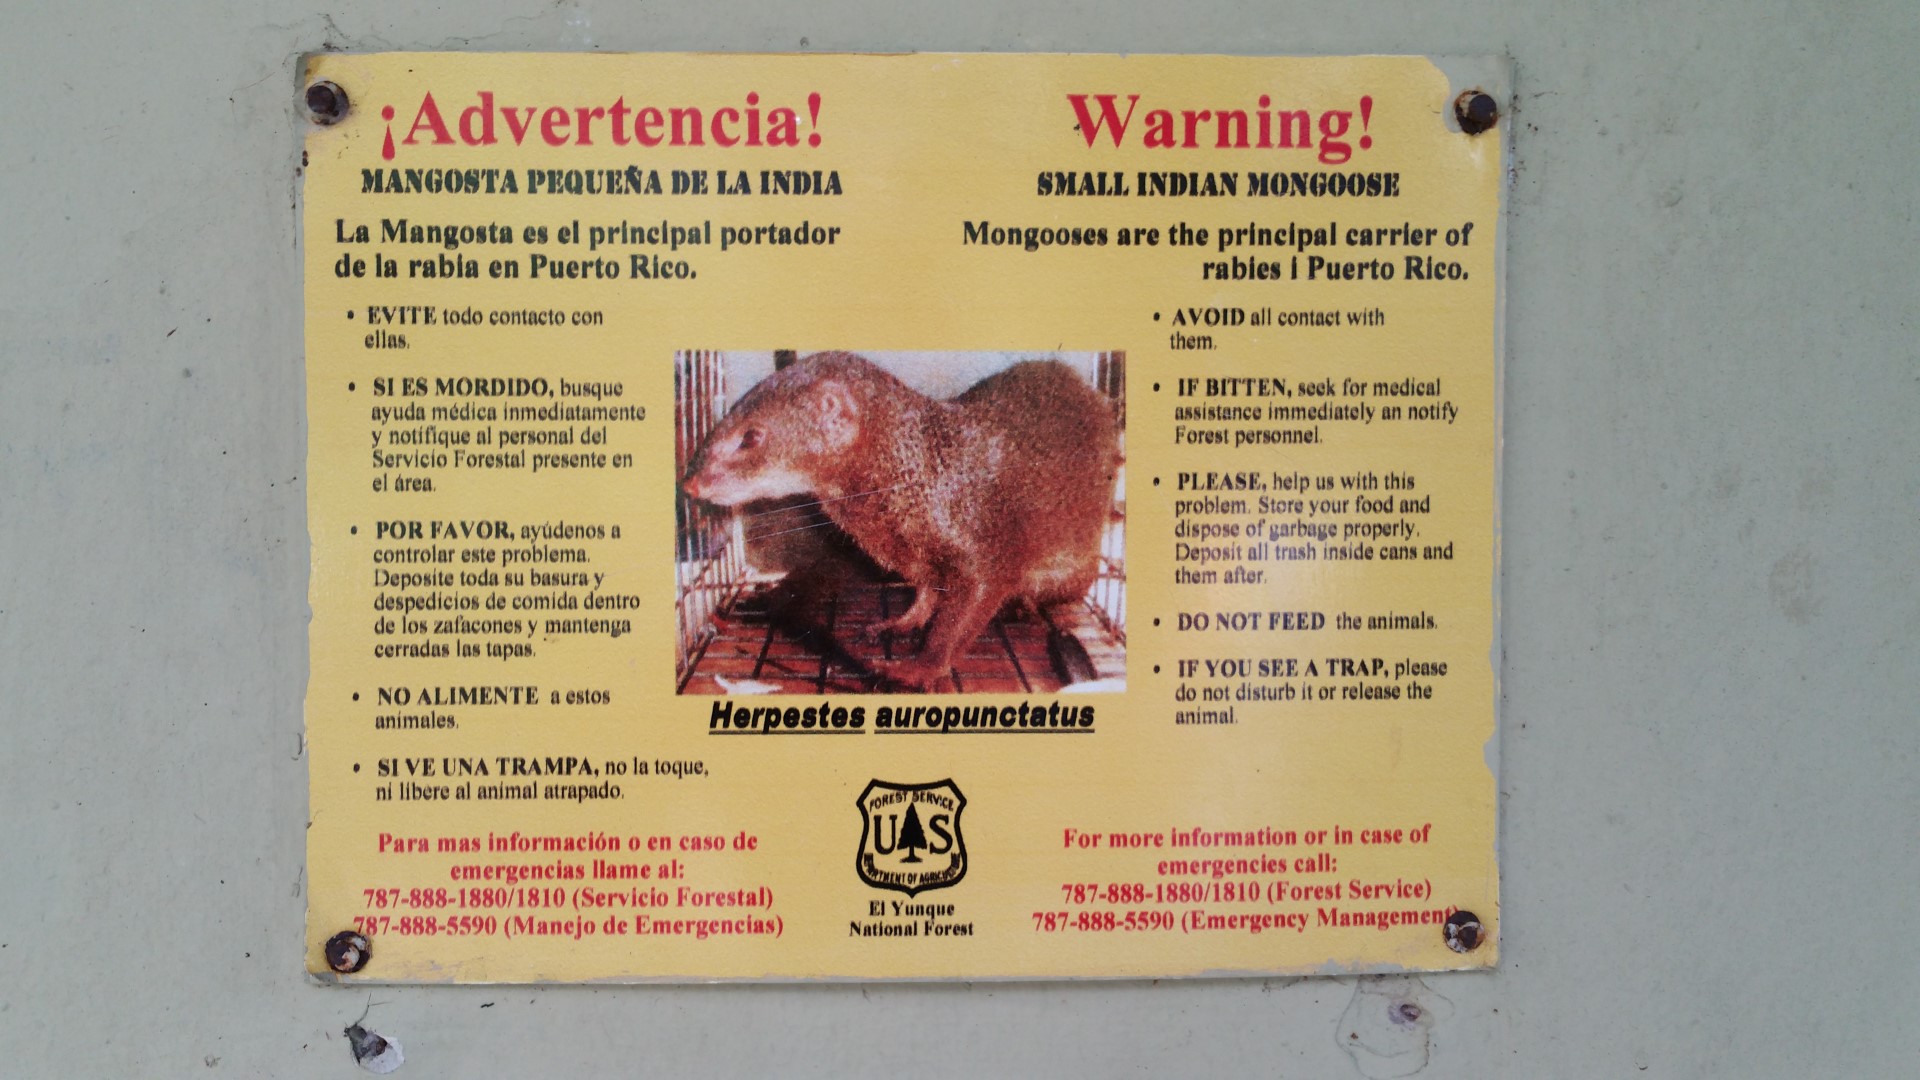 ¡Advertencia!
MANGOSTA PEQUEÑA DE LA INDIA
La Mangosta es el principal portador
de la rabia en Puerto Rico.
• EVITE todo contacto con
ellas.
• SI ES MORDIDO, busque
ayuda médica inmediatamente
y notifique al personal del
Servicio Forestal presente en
el área.
• POR FAVOR, ayúdenos a
controlar este problema.
Deposite toda su basura y
despedicios de comida dentro
de los zafacones y mantenga
cerradas las tapas.
• NO ALIMENTE a estos
animales.
• SI VE UNA TRAMPA, no la toque,
ni libere al animal atrapado.
Para mas información o en caso de
emergencias llame al:
787-888-1880/1810 (Servicio Forestal)
787-888-5590 (Manejo de Emergencias)
Herpestes auropunctatus
FOREST SERVICE
US
DEPARTMENT OF AGRICULTURE
El Yunque
National Forest
Warning!
SMALL INDIAN MONGOOSE
Mongooses are the principal carrier of
rabies i Puerto Rico.
• AVOID all contact with
them.
• IF BITTEN, seek for medical
assistance immediately an notify
Forest personnel.
• PLEASE, help us with this
problem. Store your food and
dispose of garbage properly.
Deposit all trash inside cans and
them after.
• DO NOT FEED the animals.
• IF YOU SEE A TRAP, please
do not disturb it or release the
animal.
For more information or in case of
emergencies call:
787-888-1880/1810 (Forest Service)
787-888-5590 (Emergency Management)